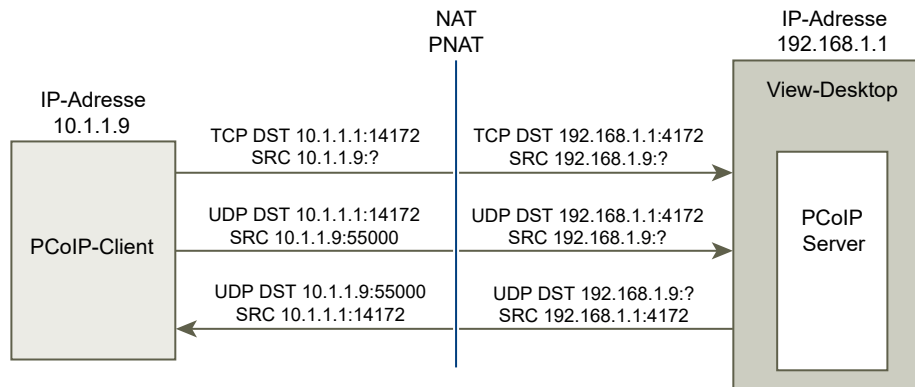 NAT
PNAT
IP-Adresse
192.168.1.1
View-Desktop
IP-Adresse
10.1.1.9
PCoIP-Client
TCP DST 10.1.1.1:14172
SRC 10.1.1.9:?
TCP DST 192.168.1.1:4172
SRC 192.168.1.9:?
UDP DST 10.1.1.1:14172
SRC 10.1.1.9:55000
UDP DST 192.168.1.1:4172
SRC 192.168.1.9:?
UDP DST 10.1.1.9:55000
SRC 10.1.1.1:14172
UDP DST 192.168.1.9:?
SRC 192.168.1.1:4172
PCoIP
Server